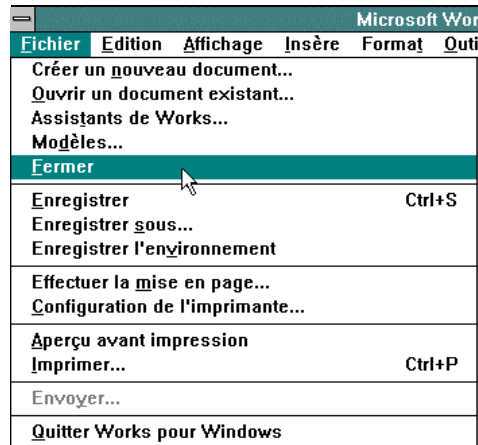 Microsoft Wor
Fichier Edition Affichage Insère Format Outi
Créer un nouveau document...
Ouvrir un document existant...
Assistants de Works...
Modèles...
Fermer
Enregistrer Ctrl+S
Enregistrer sous...
Enregistrer l'environnement
Effectuer la mise en page...
Configuration de l'imprimante...
Aperçu avant impression
Imprimer... Ctrl+P
Envoyer...
Quitter Works pour Windows